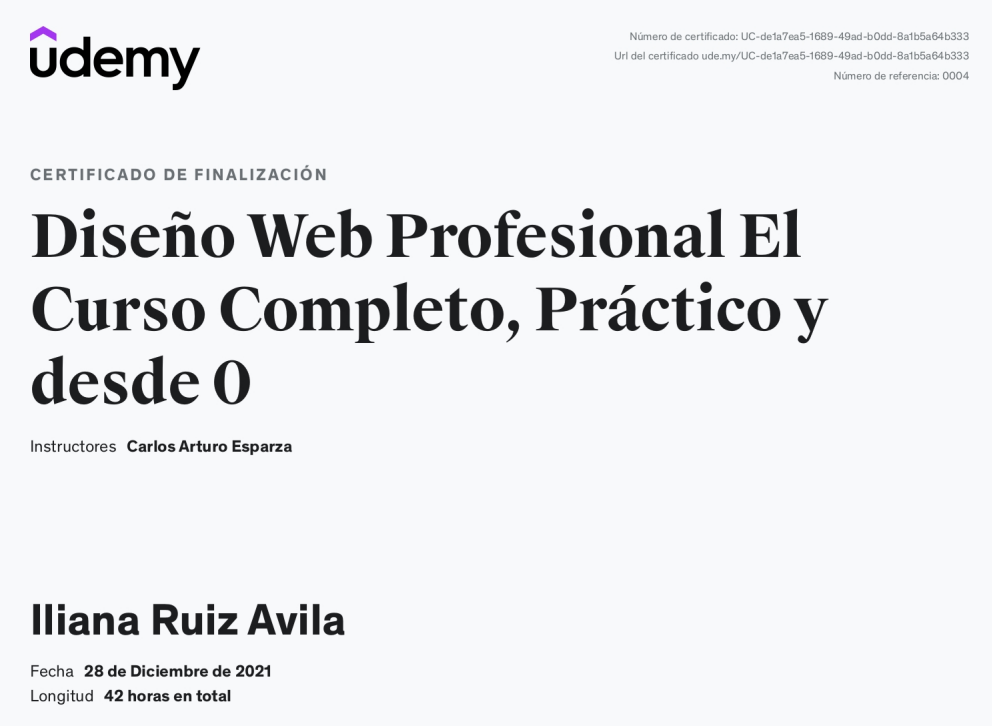 udemy
Número de certificado: UC-de1a7ea5-1689-49ad-b0dd-8a1b5a64b333
Url del certificado ude.my/UC-de1a7ea5-1689-49ad-b0dd-8a1b5a64b333
Número de referencia: 0004
CERTIFICADO DE FINALIZACIÓN
Diseño Web Profesional El
Curso Completo, Práctico y
desde 0
Instructores Carlos Arturo Esparza
Iliana Ruiz Avila
Fecha 28 de Diciembre de 2021
Longitud 42 horas en total